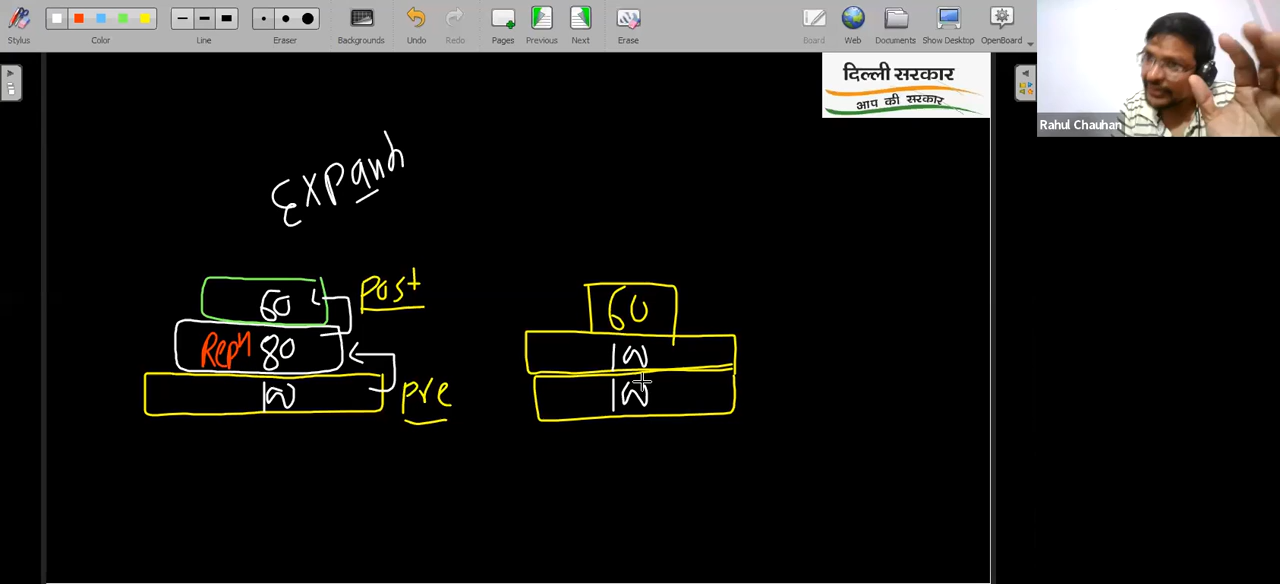 Stylus
Color
Line
Eraser
Backgrounds
Undo
Redo
Pages
Previous
Next
Erase
Board
Web
Documents
Show Desktop
OpenBoard
दिल्ली सरकार
आप की सरकार
Rahul Chauhan
Expand
60
Post
Repr
80
100
pre
60
100
100